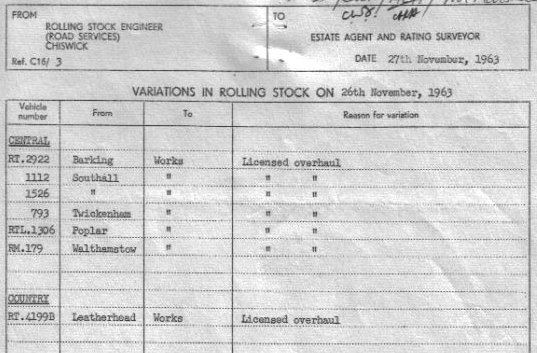 FROM
ROLLING STOCK ENGINEER
(ROAD SERVICES)
CHISWICK
Ref. C16/ 3
TO
ESTATE AGENT AND RATING SURVEYOR
DATE 27th November, 1963
VARIATIONS IN ROLLING STOCK ON 26th November, 1963
Vehicle number From To Reason for variation
CENTRAL
RT.2922 Barking Works Licensed overhaul
1112 Southall " " "
1526 " " " "
793 Twickenham " " "
RTL.1306 Poplar " " "
RM.179 Walthamstow " " "
COUNTRY
RT.4199B Leatherhead Works Licensed overhaul